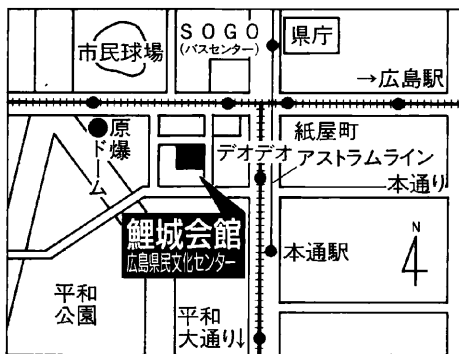 市民球場
SOGO
(バスセンター)
県庁
→広島駅
原爆ドーム
紙屋町
デオデオ
アストラムライン
本通り
鯉城会館
広島県民文化センター
本通駅
N
平和
公園
平和
大通り↓